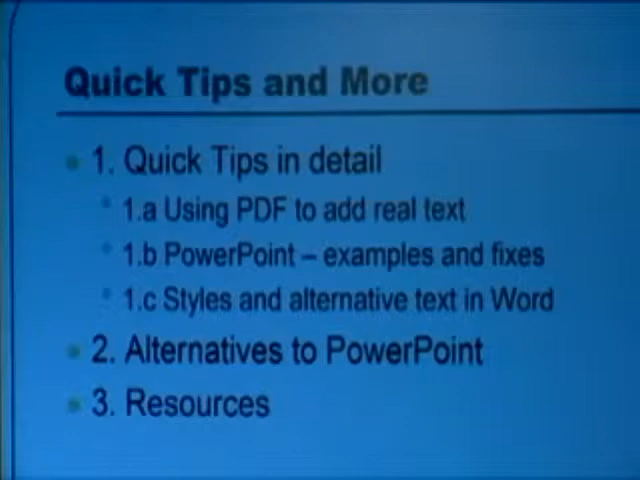 Quick Tips and More
1. Quick Tips in detail
1.a Using PDF to add real text
1.b PowerPoint – examples and fixes
1.c Styles and alternative text in Word
2. Alternatives to PowerPoint
3. Resources